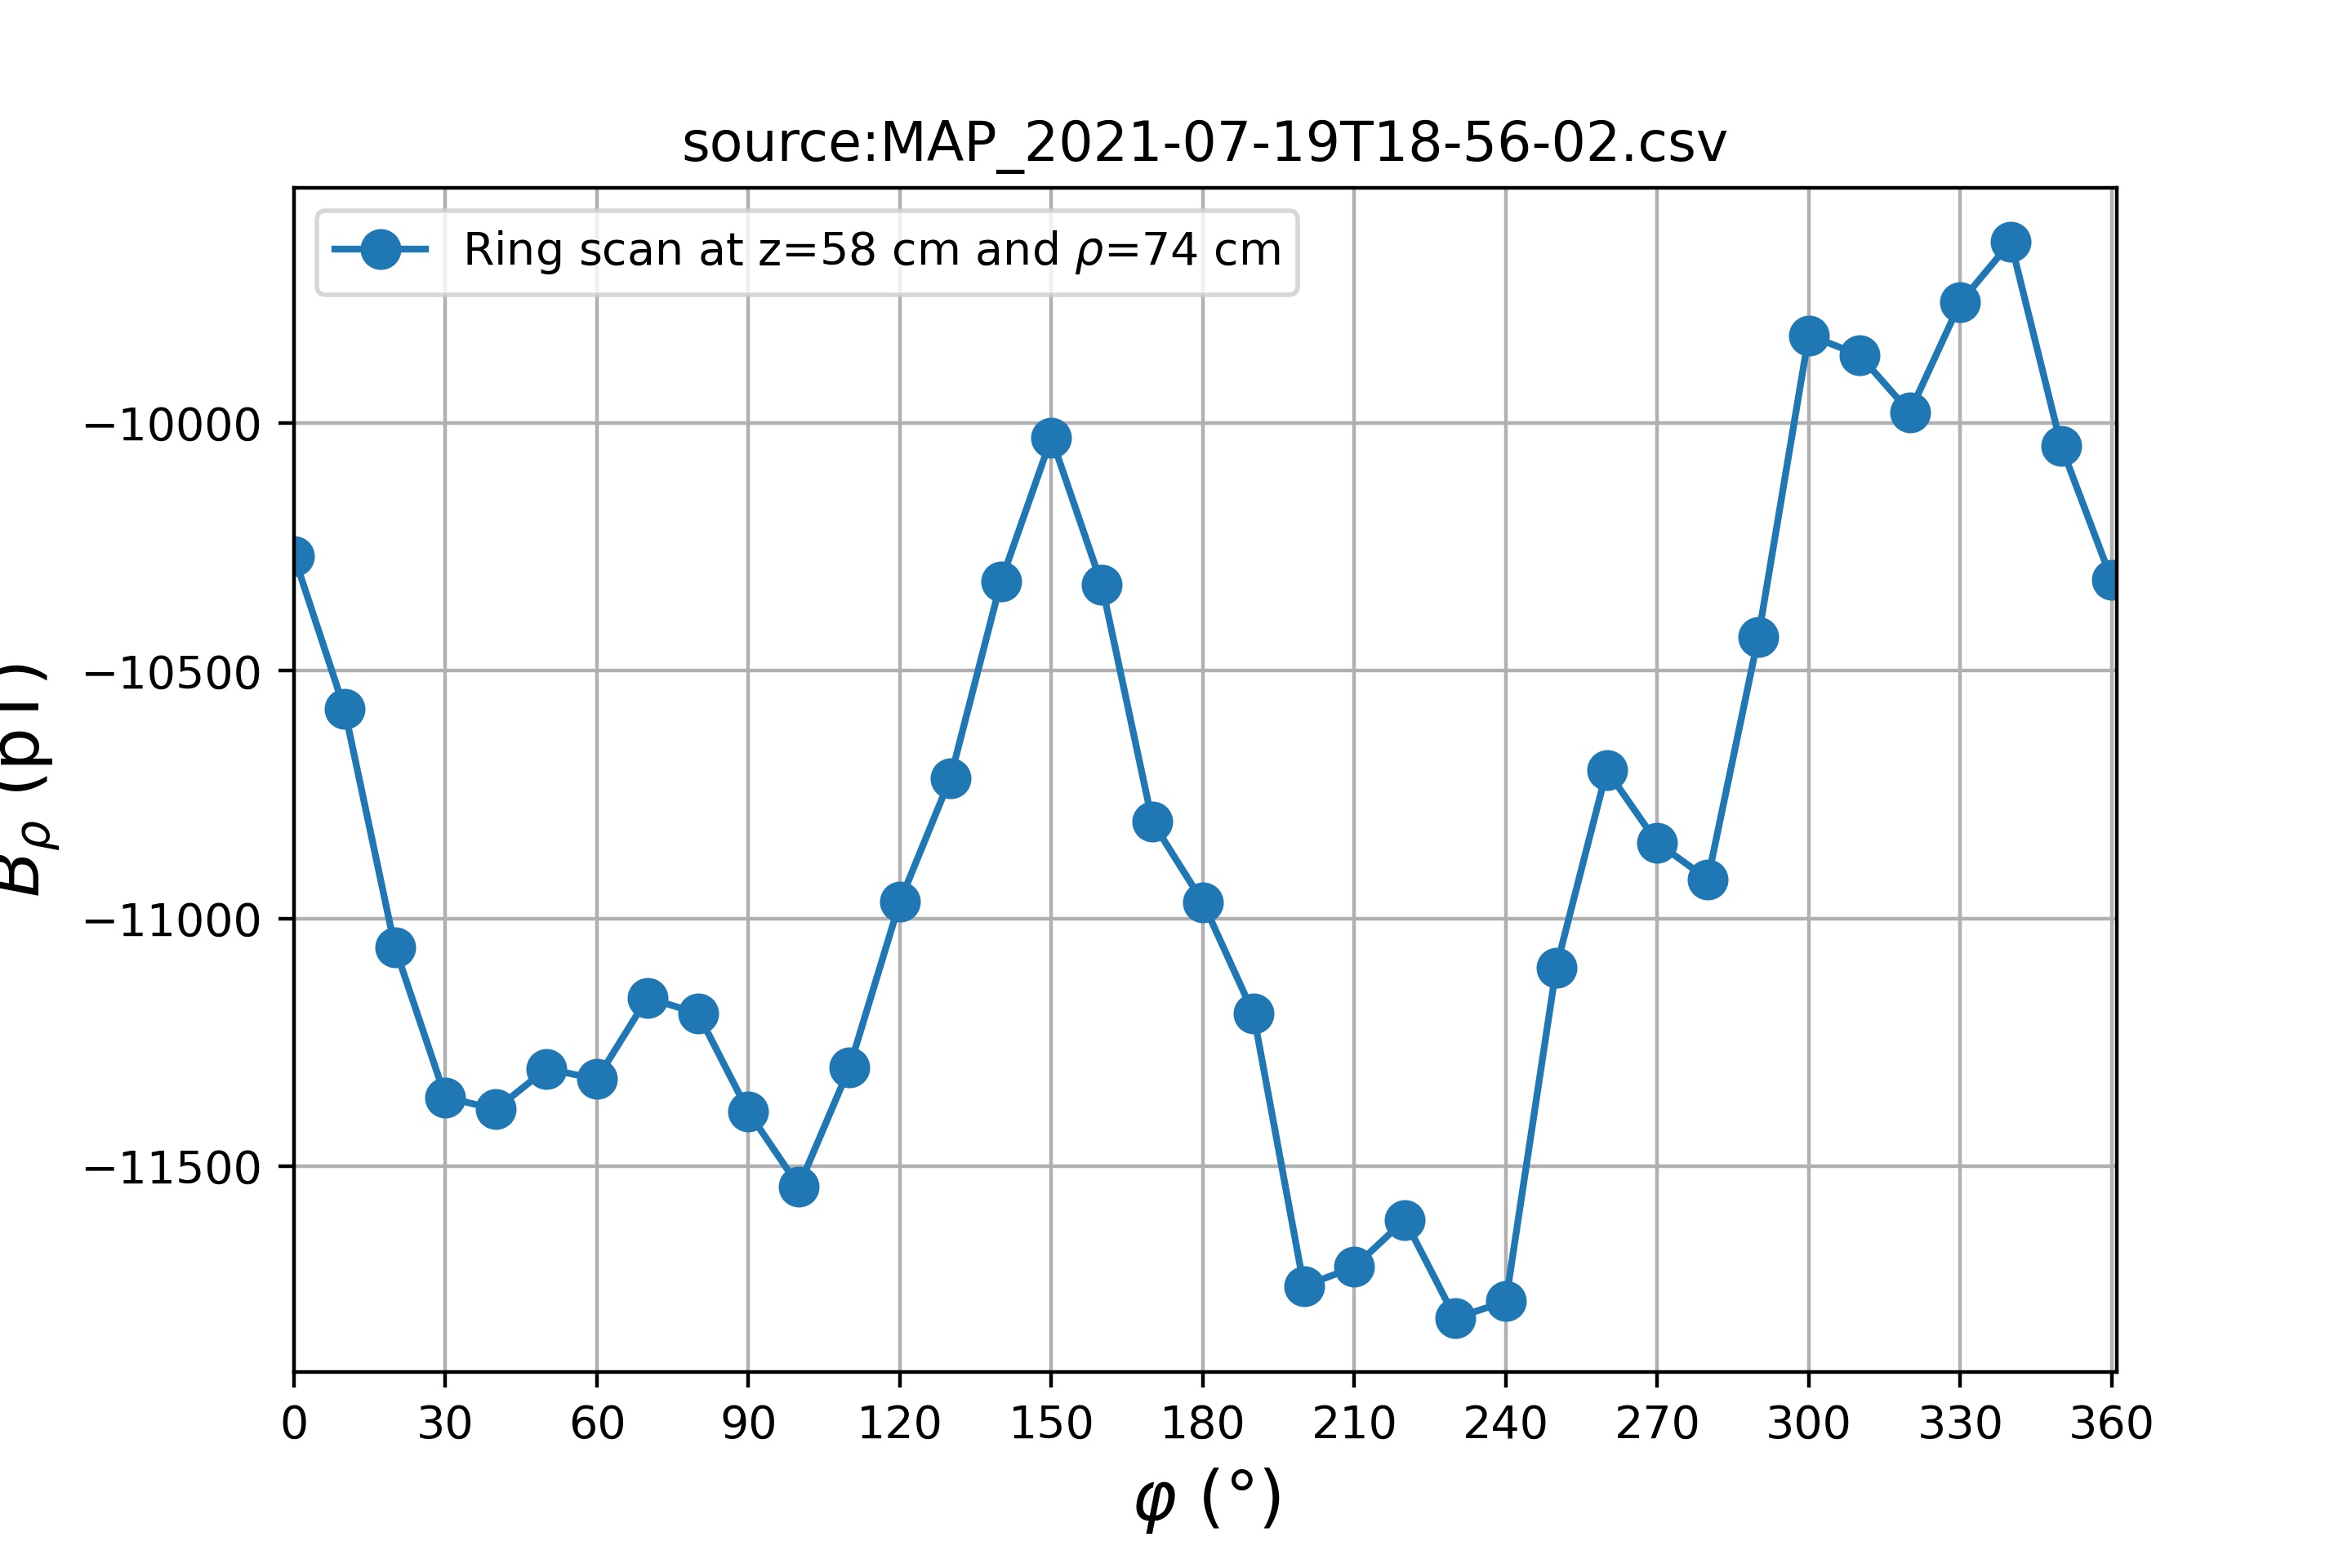 source:MAP_2021-07-19T18-56-02.csv
Ring scan at z=58 cm and ρ=74 cm
−10000
−10500
−11000
−11500
Bρ (pT)
0 30 60 90 120 150 180 210 240 270 300 330 360
φ (°)